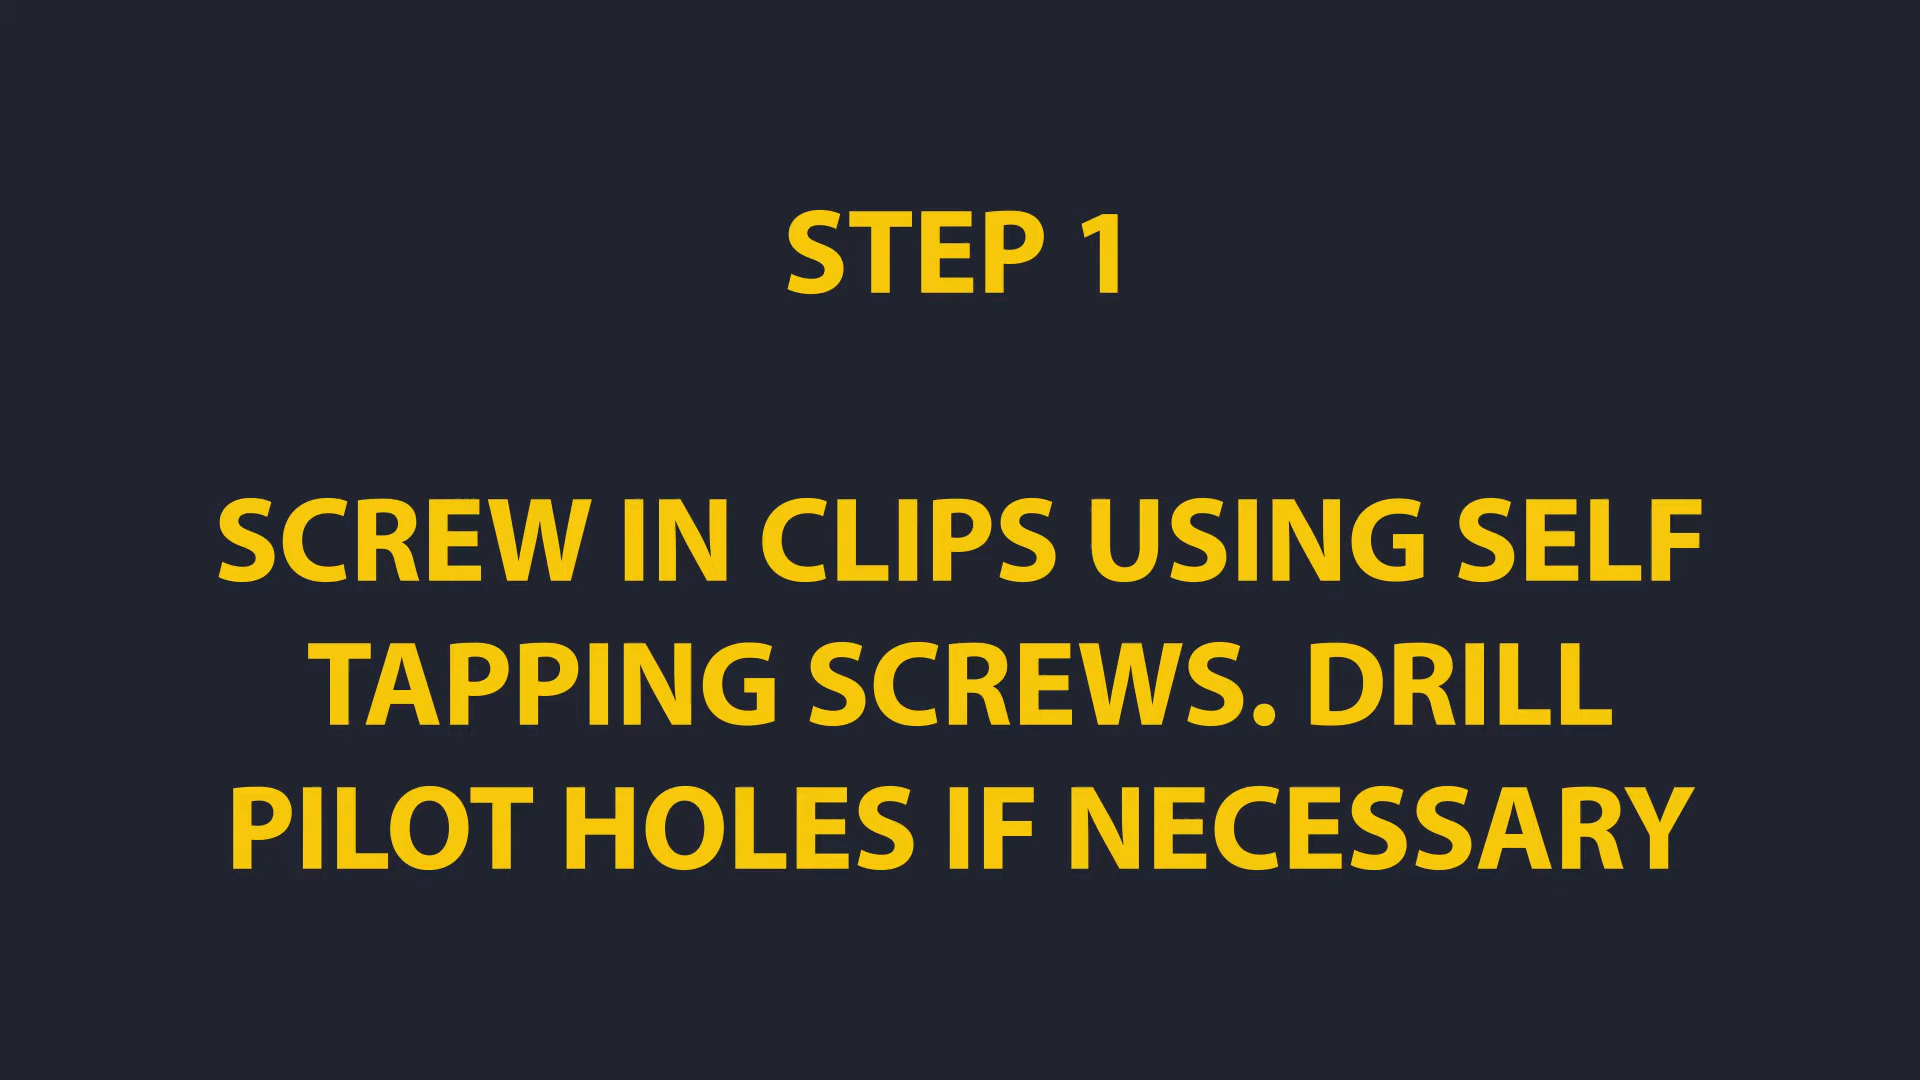 STEP 1
SCREW IN CLIPS USING SELF
TAPPING SCREWS. DRILL
PILOT HOLES IF NECESSARY